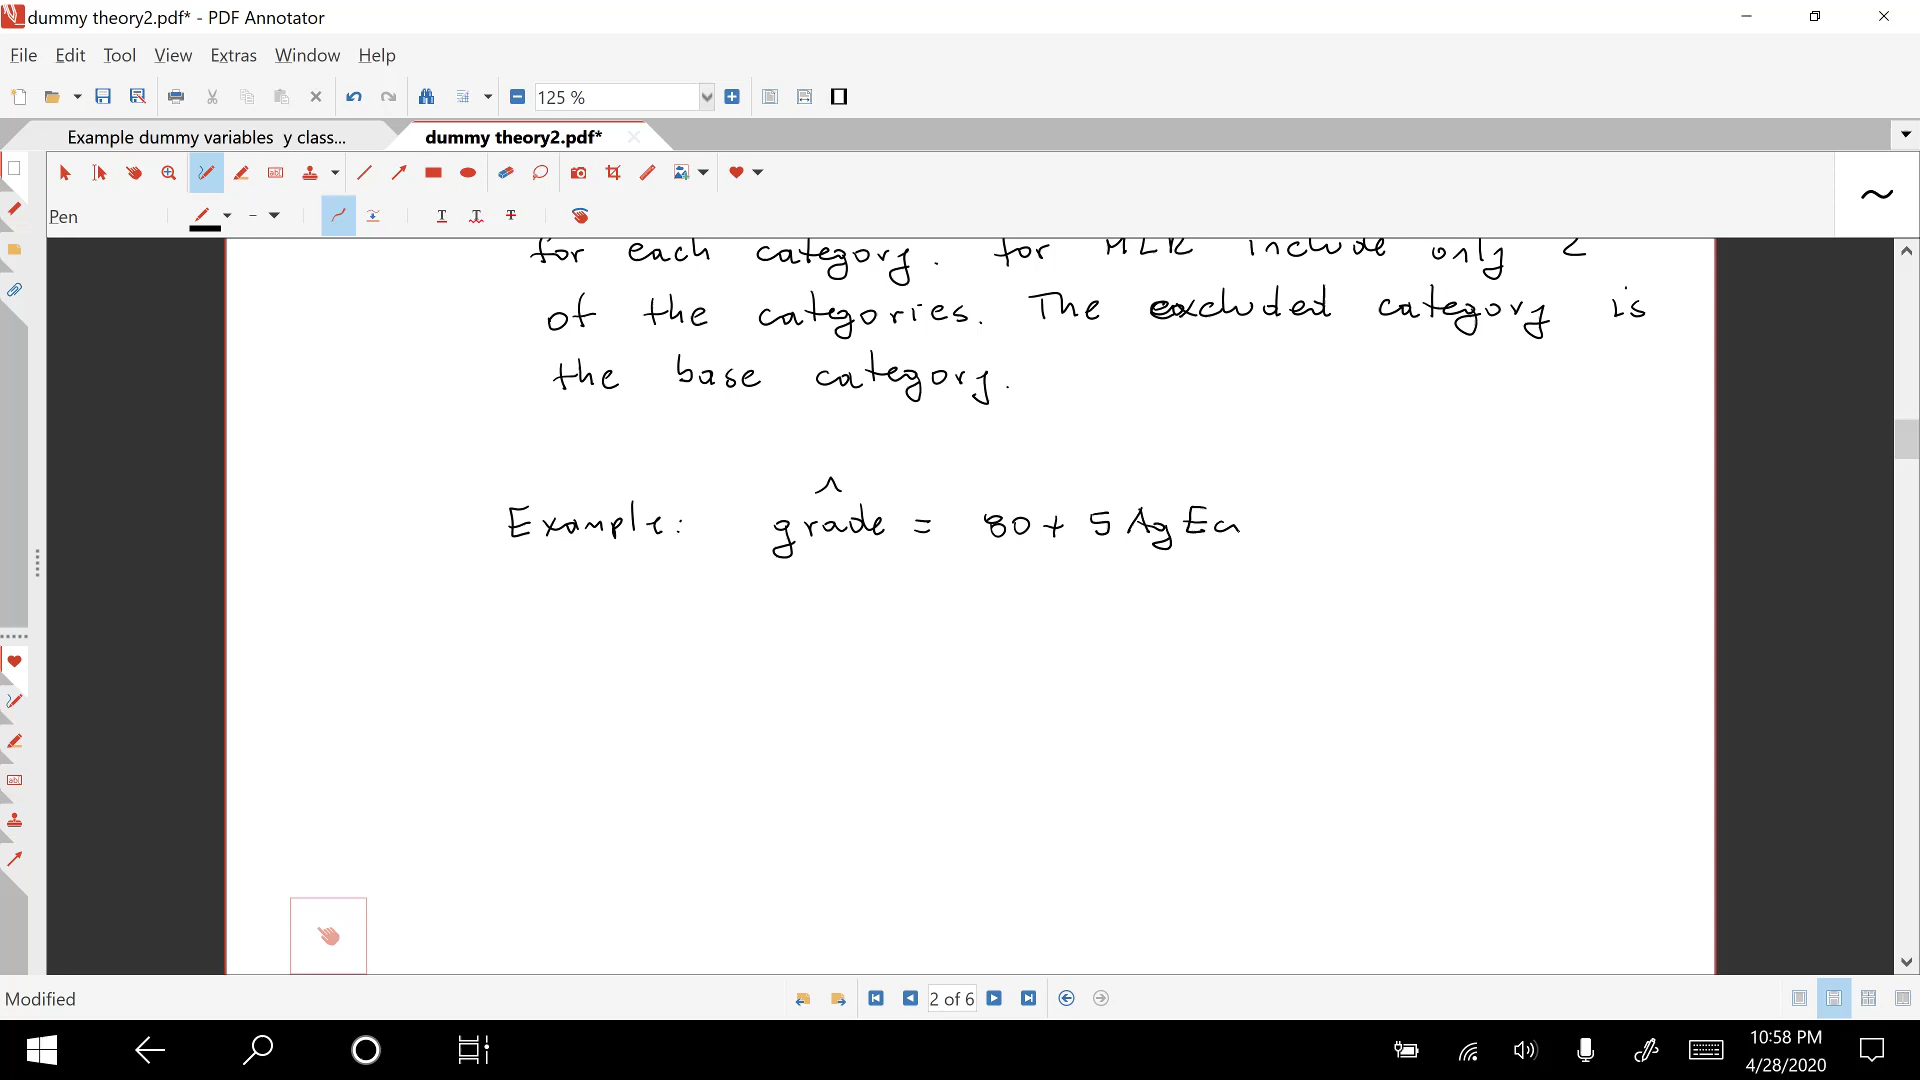 dummy theory2.pdf* - PDF Annotator
File Edit Tool View Extras Window Help
125 %
Example dummy variables y class...
dummy theory2.pdf*
Pen
for each category. for MLR include only 2
of the categories. The excluded category is
the base category.
Example: grade = 80 + 5 AgEc
Modified
2 of 6
10:58 PM
4/28/2020